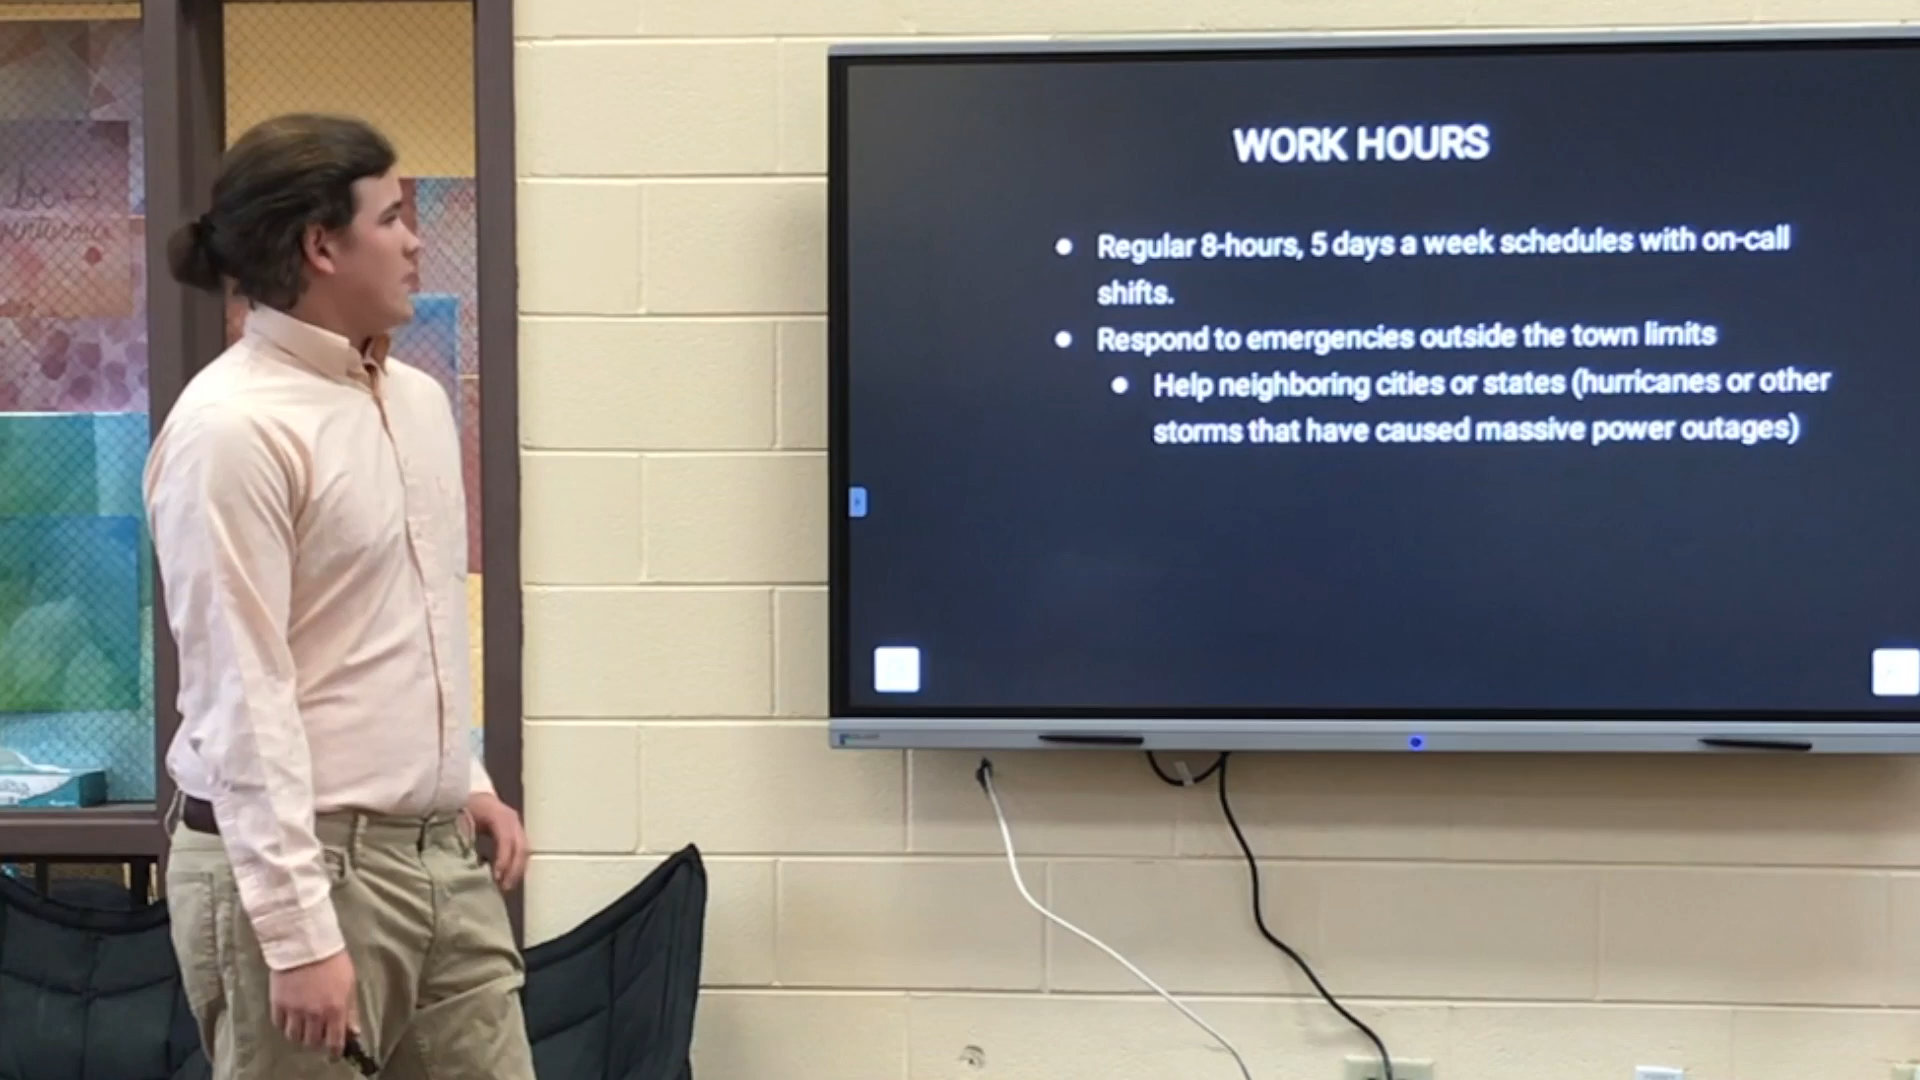 WORK HOURS
Regular 8-hours, 5 days a week schedules with on-call
shifts.
Respond to emergencies outside the town limits
Help neighboring cities or states (hurricanes or other
storms that have caused massive power outages)